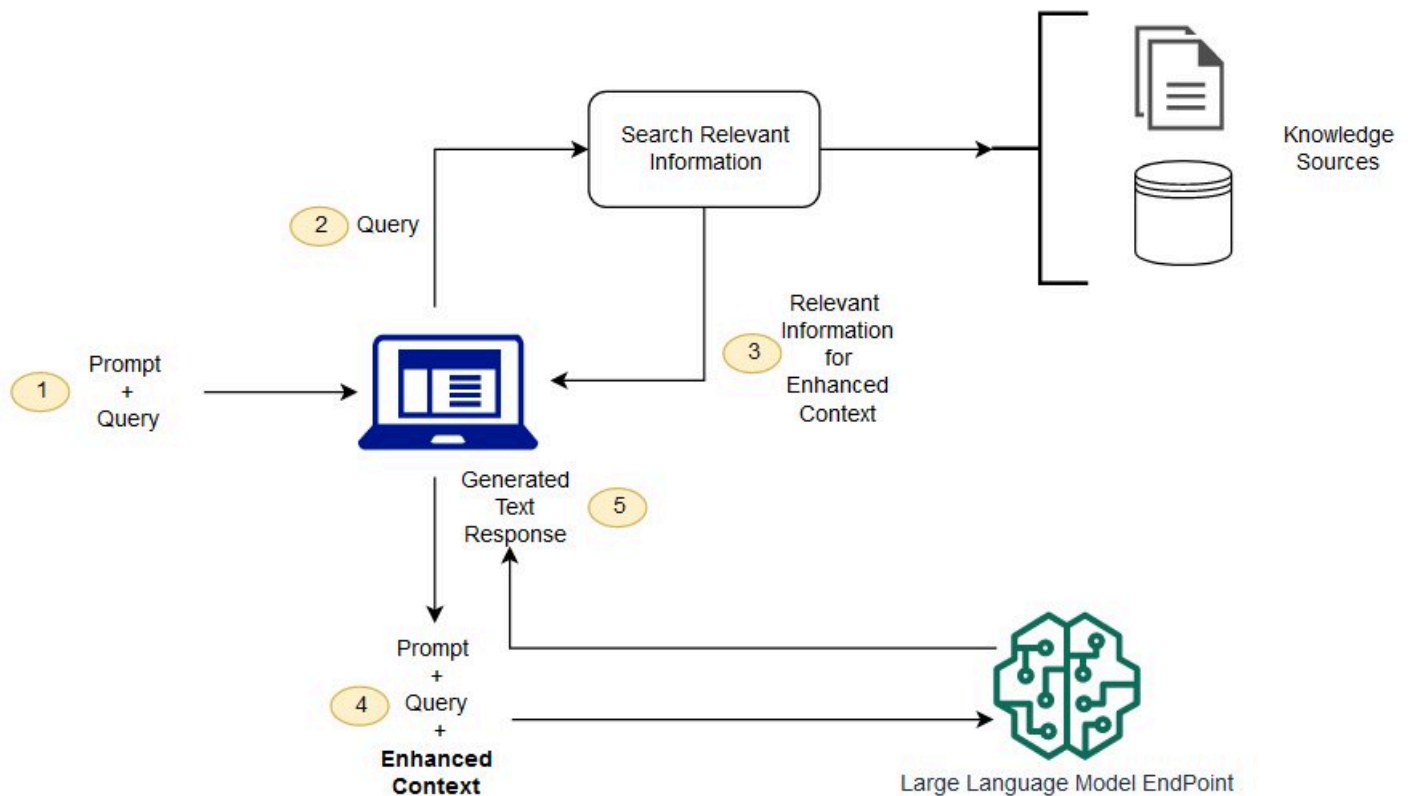 Search Relevant
Information
Knowledge
Sources
2
Query
Relevant
Information
for
Enhanced
Context
3
1
Prompt
+
Query
Generated
Text
Response
5
Prompt
+
Query
+
Enhanced
Context
4
Large Language Model EndPoint